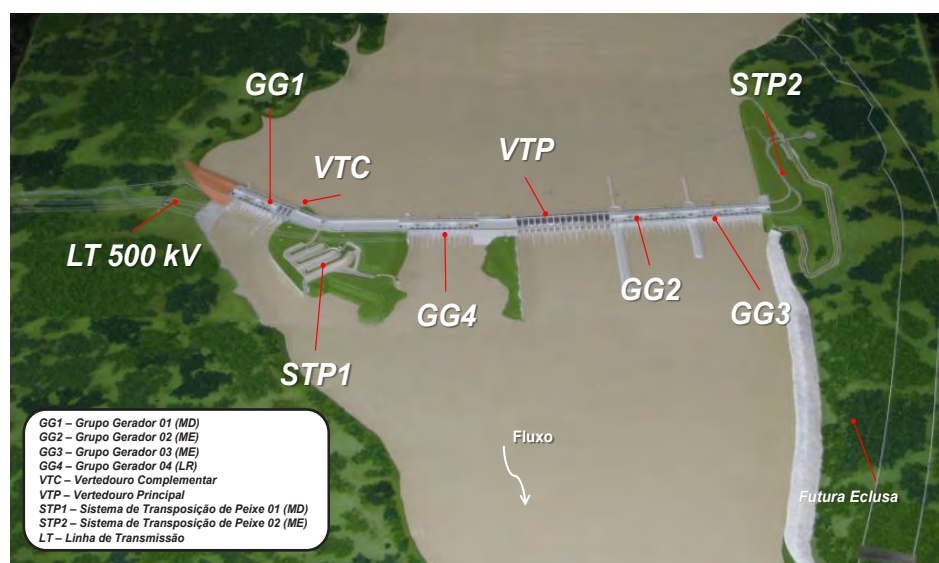 GG1
STP2
VTC
VTP
LT 500 kV
GG4
GG2
GG3
STP1
Fluxo
Futura Eclusa
GG1 – Grupo Gerador 01 (MD)
GG2 – Grupo Gerador 02 (ME)
GG3 – Grupo Gerador 03 (ME)
GG4 – Grupo Gerador 04 (LR)
VTC – Vertedouro Complementar
VTP – Vertedouro Principal
STP1 – Sistema de Transposição de Peixe 01 (MD)
STP2 – Sistema de Transposição de Peixe 02 (ME)
LT – Linha de Transmissão